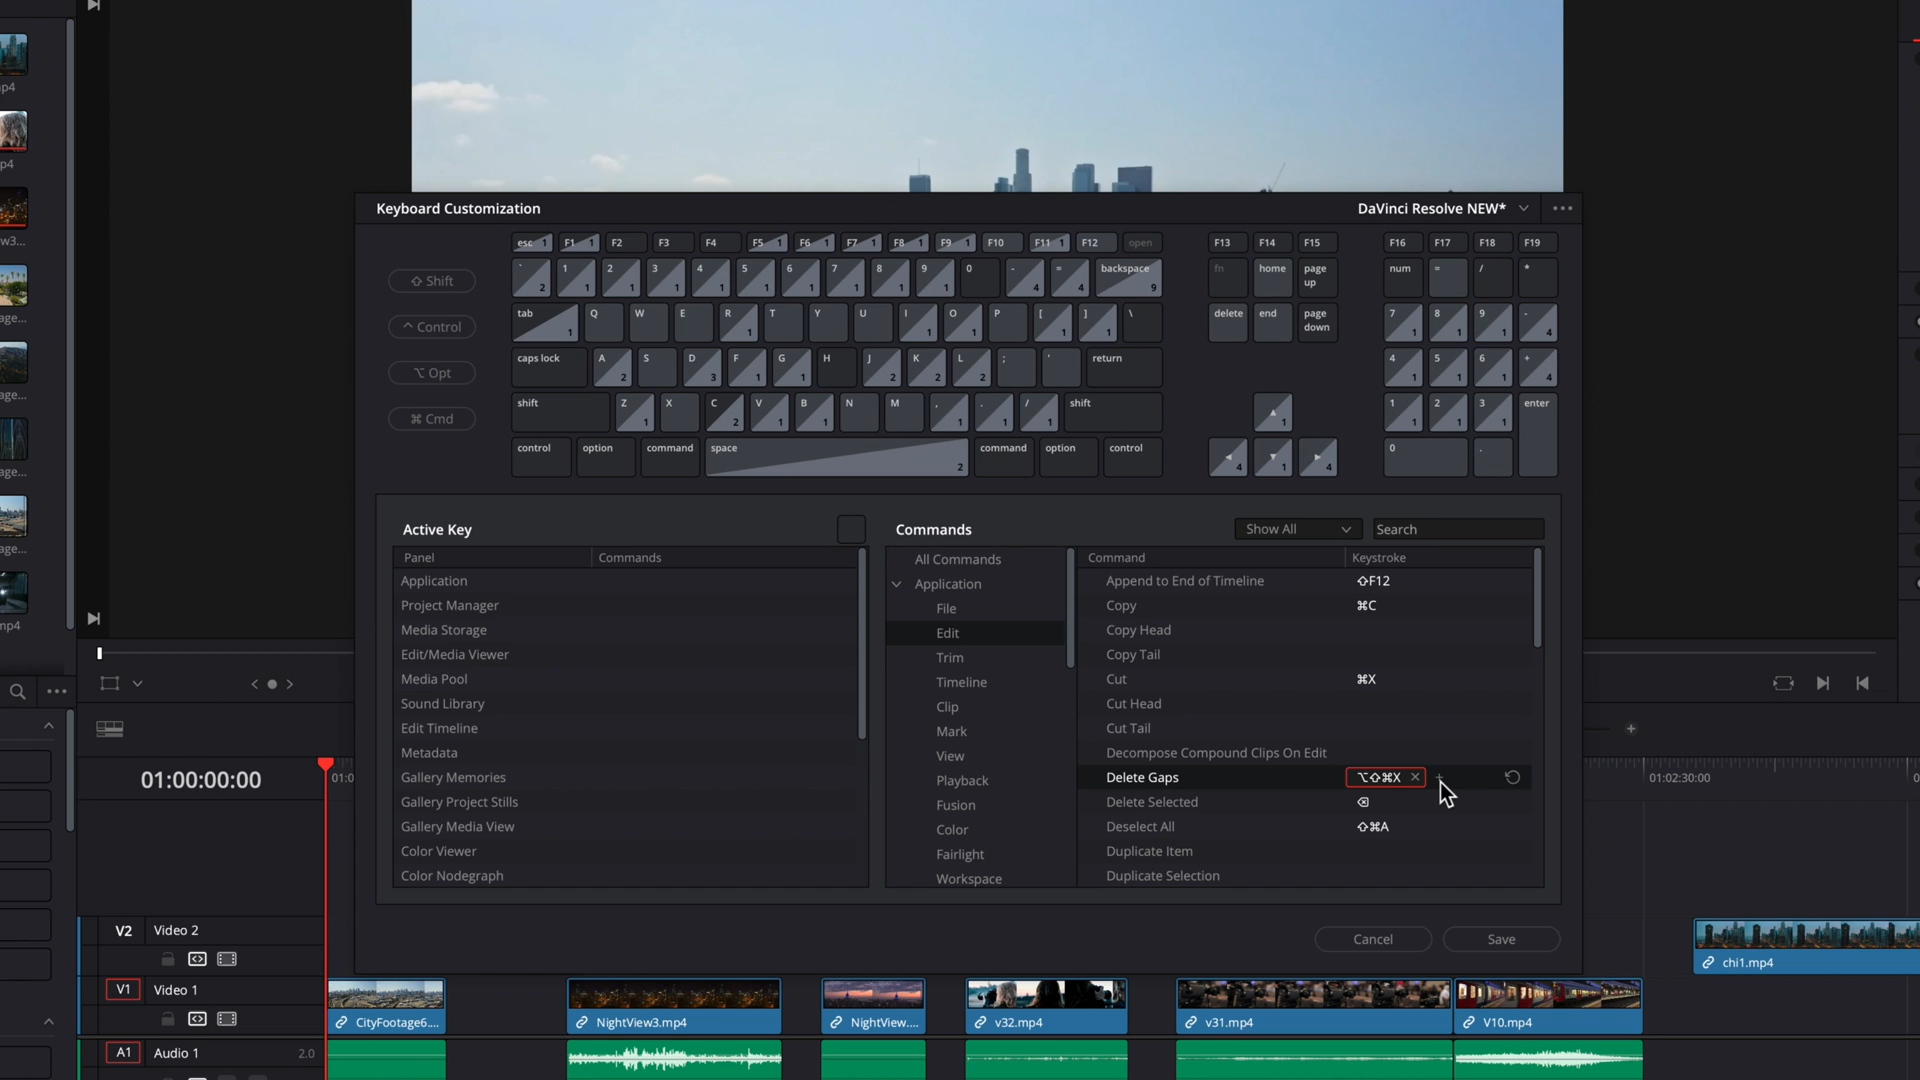 p4
p4
w3...
age...
age...
age...
age...
mp4
Keyboard Customization
DaVinci Resolve NEW*
esc 1 F1 1 F2 F3 F4 F5 1 F6 1 F7 1 F8 1 F9 1 F10 F11 1 F12 open F13 F14 F15 F16 F17 F18 F19
⇧ Shift
` 2 1 1 2 1 3 1 4 1 5 1 6 1 7 1 8 1 9 1 0 - 4 = 4 backspace 9 fn home page up num = / *
^ Control
tab 1 Q W E R 1 T Y U I 1 O 1 P [ 1 ] 1 \ delete end page down 7 1 8 1 9 1 - 4
⌥ Opt
caps lock A 2 S D 3 F 1 G 1 H J 2 K 2 L 2 ; ' return 4 1 5 1 6 1 + 4
⌘ Cmd
shift Z 1 X C 2 V 1 B 1 N M , 1 . 1 / 1 shift ▲ 1 1 1 2 1 3 1 enter
control option command space 2 command option control ◀ 4 ▼ 1 ▶ 4 0 .
Active Key
Panel Commands
Application
Project Manager
Media Storage
Edit/Media Viewer
Media Pool
Sound Library
Edit Timeline
Metadata
Gallery Memories
Gallery Project Stills
Gallery Media View
Color Viewer
Color Nodegraph
Commands
Show All
Search
All Commands
Application
File
Edit
Trim
Timeline
Clip
Mark
View
Playback
Fusion
Color
Fairlight
Workspace
Command Keystroke
Append to End of Timeline ⇧F12
Copy ⌘C
Copy Head
Copy Tail
Cut ⌘X
Cut Head
Cut Tail
Decompose Compound Clips On Edit
Delete Gaps ⌥⇧⌘X
Delete Selected ⌫
Deselect All ⇧⌘A
Duplicate Item
Duplicate Selection
Cancel
Save
01:00:00:00
01:0
01:02:30:00
V2 Video 2
chi1.mp4
V1 Video 1
CityFootage6.... NightView3.mp4 NightView.... v32.mp4 v31.mp4 V10.mp4
A1 Audio 1 2.0